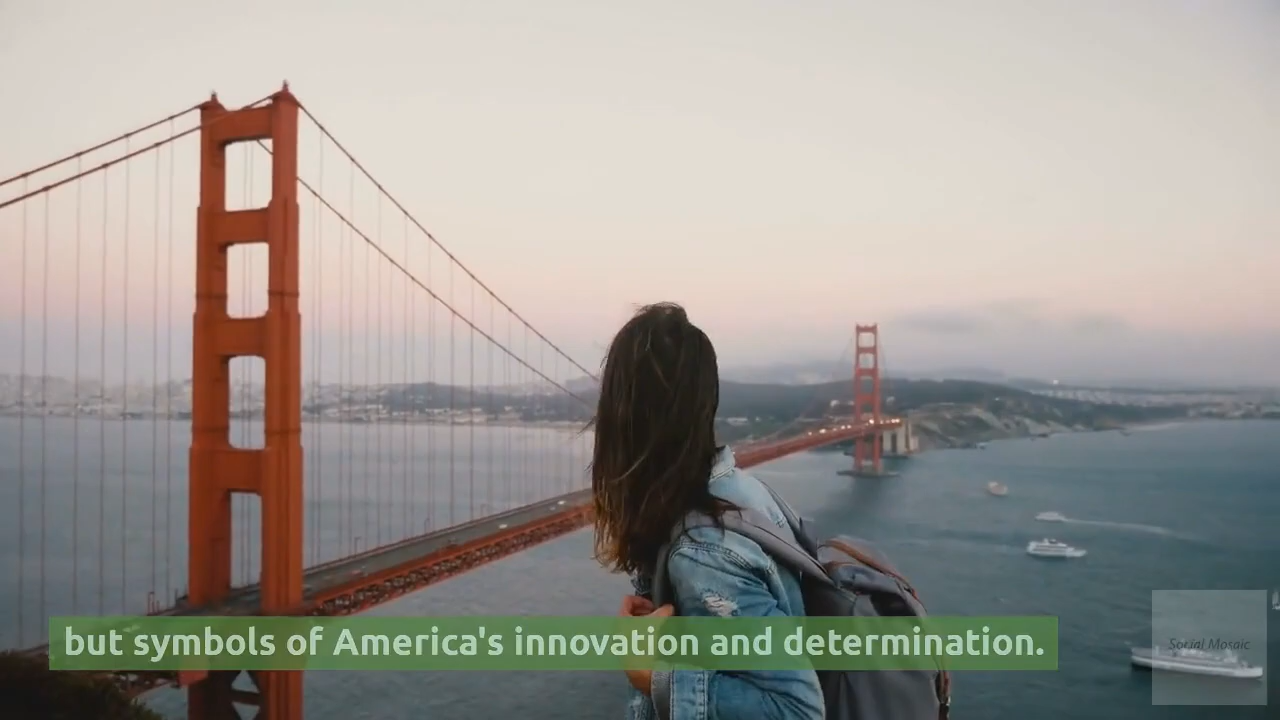 but symbols of America's innovation and determination.
Social Mosaic